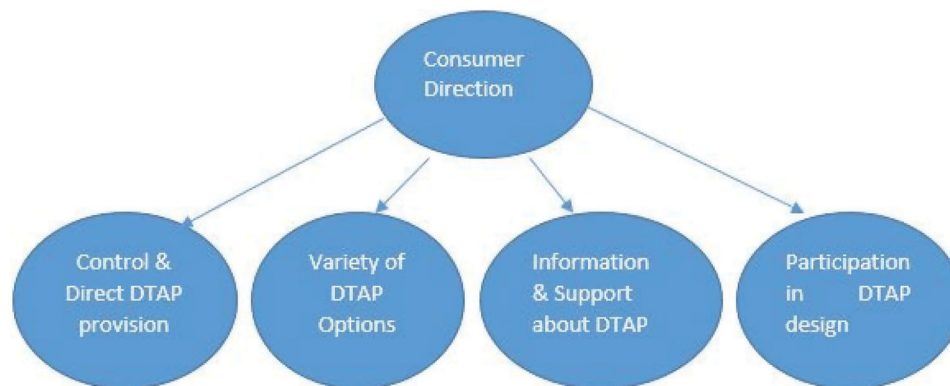 Consumer
Direction
Control &
Direct DTAP
provision
Variety of
DTAP
Options
Information
& Support
about DTAP
Participation
in DTAP
design